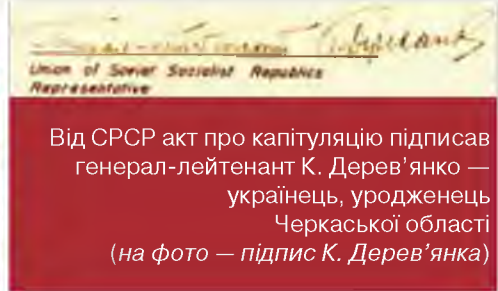 Union of Soviet Socialist Republics
Representative
Від СРСР акт про капітуляцію підписав
генерал-лейтенант К. Дерев’янко —
українець, уродженець
Черкаської області
(на фото — підпис К. Дерев’янка)